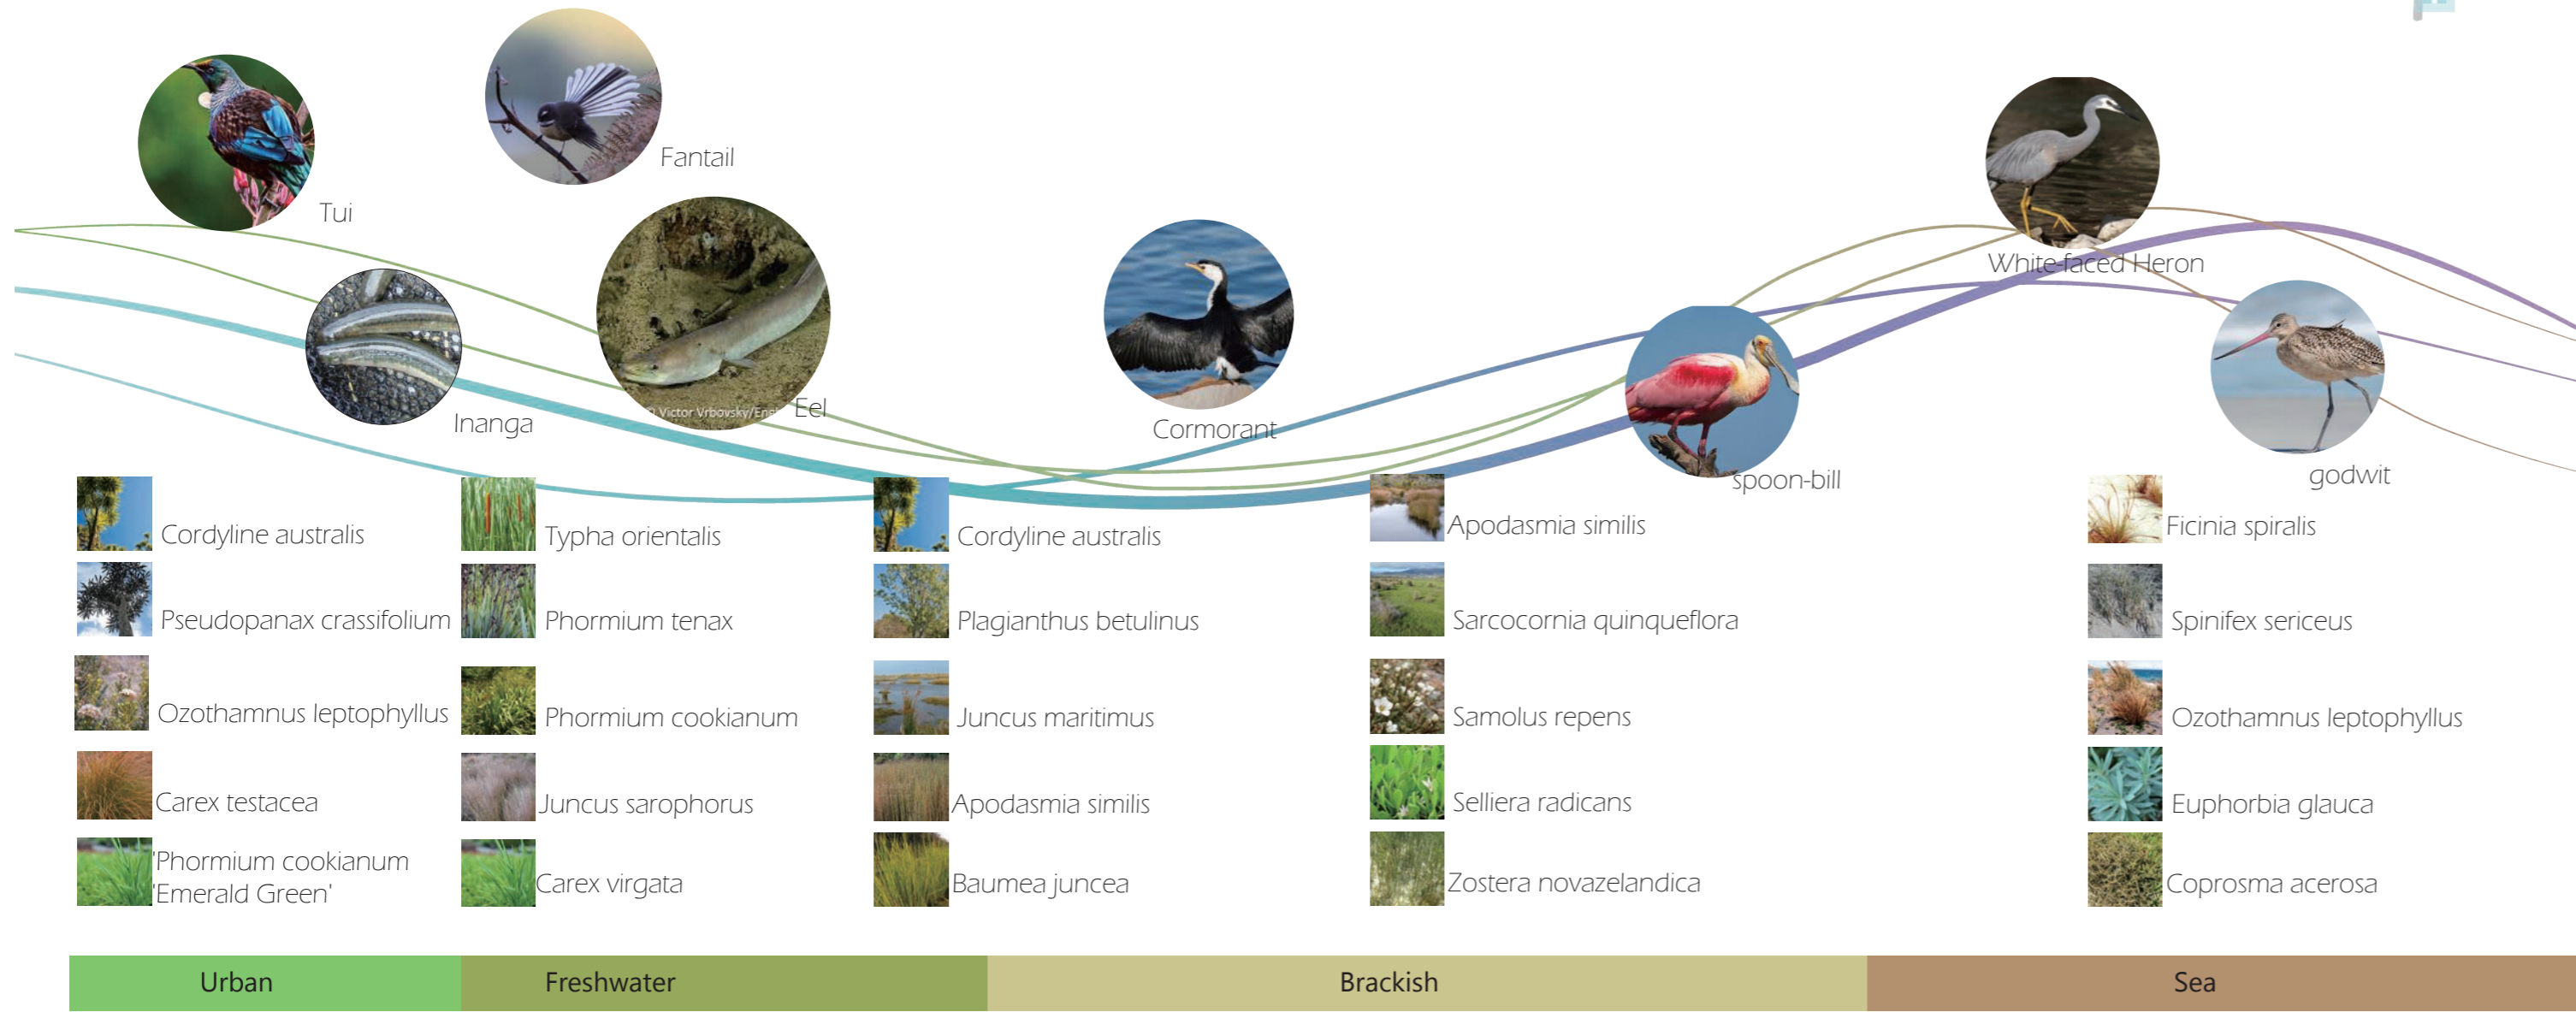 Tui
Fantail
Inanga
Victor Vrbovsky/
Eel
Cormorant
spoon-bill
White-faced Heron
godwit
Cordyline australis
Pseudopanax crassifolium
Ozothamnus leptophyllus
Carex testacea
'Phormium cookianum
'Emerald Green'
Typha orientalis
Phormium tenax
Phormium cookianum
Juncus sarophorus
Carex virgata
Cordyline australis
Plagianthus betulinus
Juncus maritimus
Apodasmia similis
Baumea juncea
Apodasmia similis
Sarcocornia quinqueflora
Samolus repens
Selliera radicans
Zostera novazelandica
Ficinia spiralis
Spinifex sericeus
Ozothamnus leptophyllus
Euphorbia glauca
Coprosma acerosa
Urban
Freshwater
Brackish
Sea